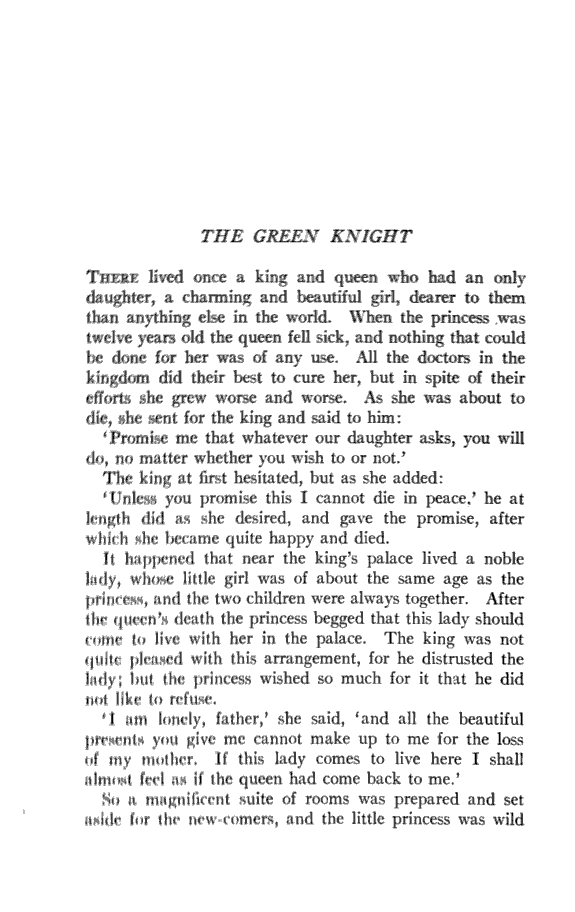 THE GREEN KNIGHT
THERE lived once a king and queen who had an only
daughter, a charming and beautiful girl, dearer to them
than anything else in the world. When the princess was
twelve years old the queen fell sick, and nothing that could
be done for her was of any use. All the doctors in the
kingdom did their best to cure her, but in spite of their
efforts she grew worse and worse. As she was about to
die, she sent for the king and said to him:
‘Promise me that whatever our daughter asks, you will
do, no matter whether you wish to or not.’
The king at first hesitated, but as she added:
‘Unless you promise this I cannot die in peace,’ he at
length did as she desired, and gave the promise, after
which she became quite happy and died.
It happened that near the king's palace lived a noble
lady, whose little girl was of about the same age as the
princess, and the two children were always together. After
the queen's death the princess begged that this lady should
come to live with her in the palace. The king was not
quite pleased with this arrangement, for he distrusted the
lady; but the princess wished so much for it that he did
not like to refuse.
‘I am lonely, father,’ she said, ‘and all the beautiful
presents you give me cannot make up to me for the loss
of my mother. If this lady comes to live here I shall
almost feel as if the queen had come back to me.’
So a magnificent suite of rooms was prepared and set
aside for the new-comers, and the little princess was wild